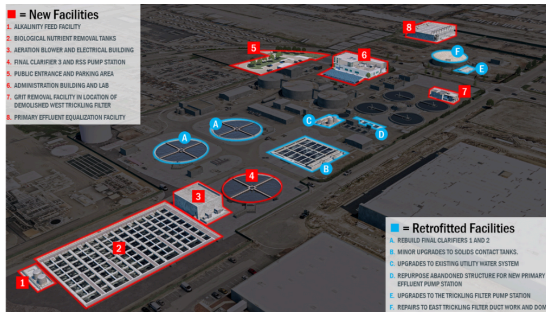 = New Facilities
1. ALKALINITY FEED FACILITY
2. BIOLOGICAL NUTRIENT REMOVAL TANKS
3. AERATION BLOWER AND ELECTRICAL BUILDING
4. FINAL CLARIFIER 3 AND RSS PUMP STATION
5. PUBLIC ENTRANCE AND PARKING AREA
6. ADMINISTRATION BUILDING AND LAB
7. GRIT REMOVAL FACILITY IN LOCATION OF
DEMOLISHED WEST TRICKLING FILTER
8. PRIMARY EFFLUENT EQUALIZATION FACILITY
8
F
5
6
E
7
A
A
C
D
B
4
3
2
1
= Retrofitted Facilities
A. REBUILD FINAL CLARIFIERS 1 AND 2
B. MINOR UPGRADES TO SOLIDS CONTACT TANKS.
C. UPGRADES TO EXISTING UTILITY WATER SYSTEM
D. REPURPOSE ABANDONED STRUCTURE FOR NEW PRIMARY
EFFLUENT PUMP STATION
E. UPGRADES TO THE TRICKLING FILTER PUMP STATION
F. REPAIRS TO EAST TRICKLING FILTER DUCT WORK AND DOM